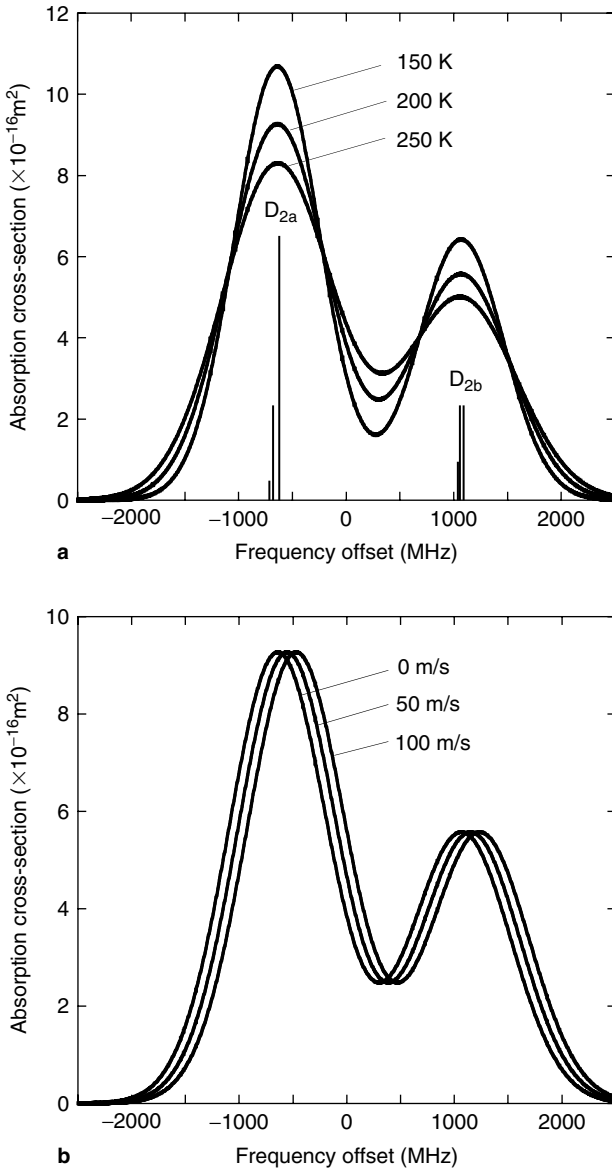 12
10
8
6
4
2
0
Absorption cross-section (×10⁻¹⁶m²)
150 K
200 K
250 K
D₂ₐ
D₂b
−2000 −1000 0 1000 2000
a Frequency offset (MHz)
10
8
6
4
2
0
Absorption cross-section (×10⁻¹⁶m²)
0 m/s
50 m/s
100 m/s
−2000 −1000 0 1000 2000
b Frequency offset (MHz)